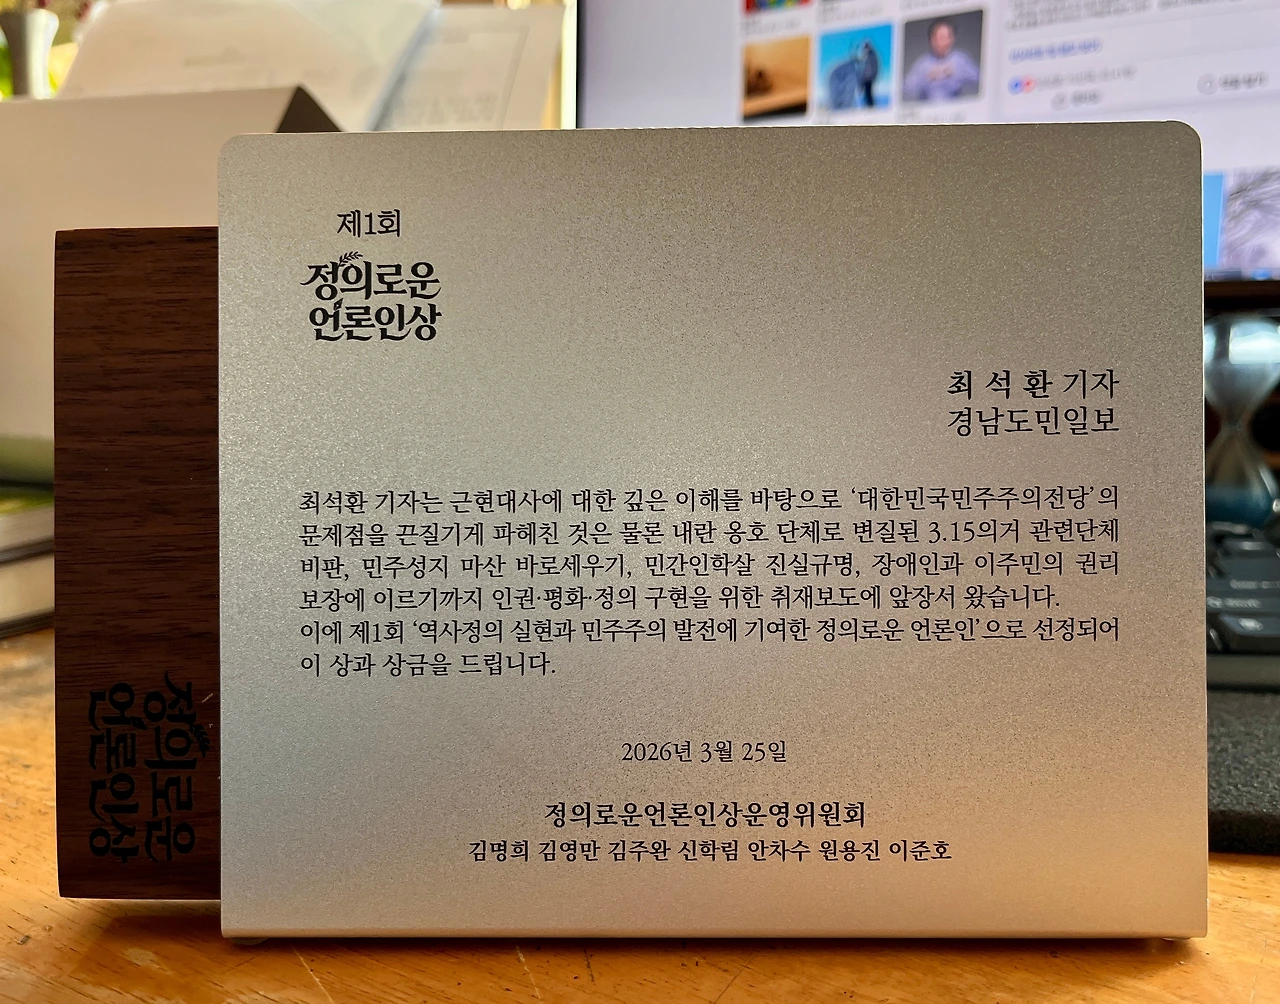 제1회
정의로운
언론인상
최 석 환 기자
경남도민일보
최석환 기자는 근현대사에 대한 깊은 이해를 바탕으로 ‘대한민국민주주의전당’의
문제점을 끈질기게 파헤친 것은 물론 내란 옹호 단체로 변질된 3.15의거 관련단체
비판, 민주성지 마산 바로세우기, 민간인학살 진실규명, 장애인과 이주민의 권리
보장에 이르기까지 인권·평화·정의 구현을 위한 취재보도에 앞장서 왔습니다.
이에 제1회 ‘역사정의 실현과 민주주의 발전에 기여한 정의로운 언론인’으로 선정되어
이 상과 상금을 드립니다.
2026년 3월 25일
정의로운언론인상운영위원회
김명희 김영만 김주완 신학림 안차수 원용진 이준호
정의로운
언론인상